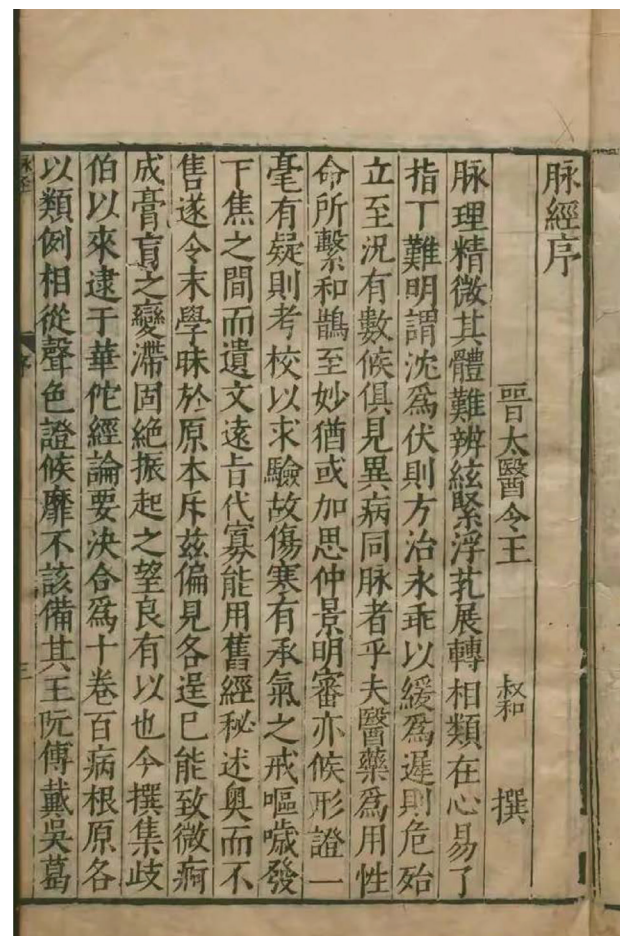 脉經序
晋太醫令王 叔和 撰
脉理精微其體難辨絃緊浮芤展轉相類在心易了
指下難明謂沈爲伏則方治永乖以緩爲遲則危殆
立至況有數候俱見異病同脉者乎夫醫藥爲用性
命所繫和鵲至妙猶或加思仲景明審亦候形證一
毫有疑則考校以求驗故傷寒有承氣之戒嘔噦發
下焦之間而遺文遠旨代寡能用舊經秘述奥而不
售遂令末學昧於原本斥兹偏見各逞已能致微痾
成膏肓之變滯固絶振起之望良有以也今撰集歧
伯以來逮于華佗經論要決合爲十卷百病根原各
以類例相從聲色證候靡不該備其王阮傅戴吳葛
序
三